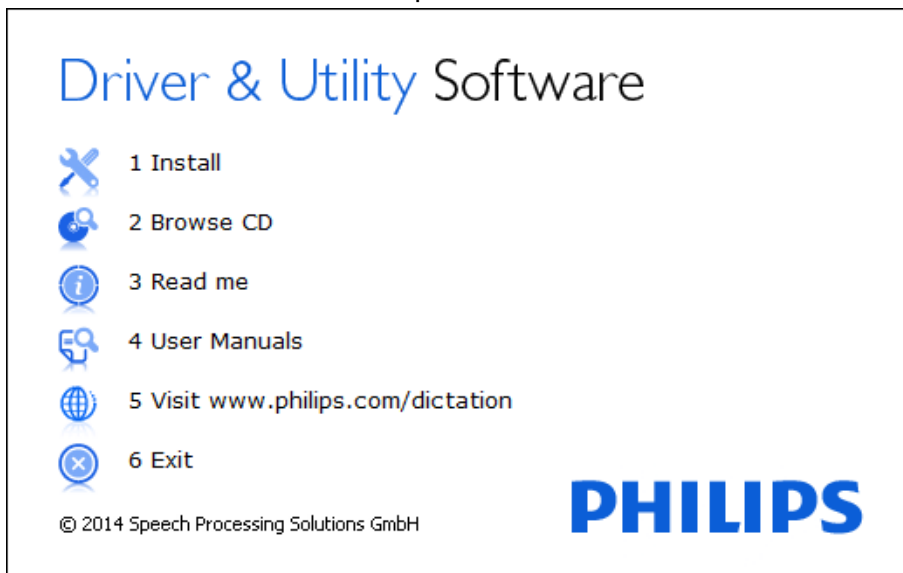 Driver & Utility Software
1 Install
2 Browse CD
3 Read me
4 User Manuals
5 Visit www.philips.com/dictation
6 Exit
© 2014 Speech Processing Solutions GmbH
PHILIPS